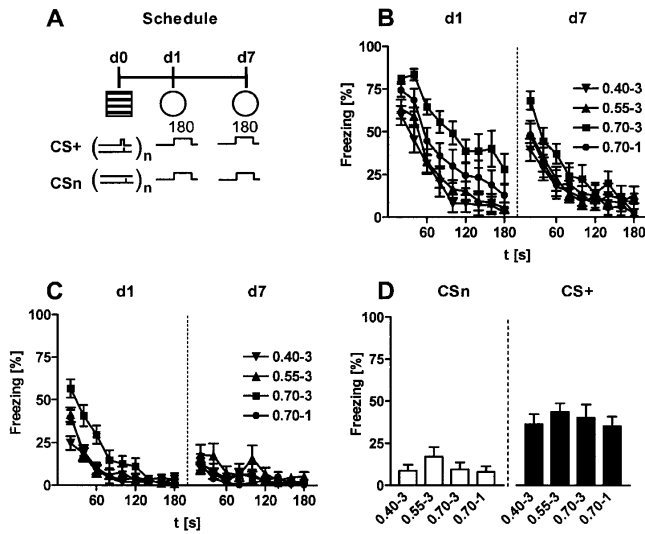 A
Schedule
d0 d1 d7
180 180
CS+ ( )n
CSn ( )n
B
d1 d7
Freezing [%]
100
75
50
25
0
60 120 180 60 120 180
t [s]
0.40-3
0.55-3
0.70-3
0.70-1
C
d1 d7
Freezing [%]
100
75
50
25
0
60 120 180 60 120 180
t [s]
0.40-3
0.55-3
0.70-3
0.70-1
D
CSn CS+
Freezing [%]
100
75
50
25
0
0.40-3 0.55-3 0.70-3 0.70-1 0.40-3 0.55-3 0.70-3 0.70-1